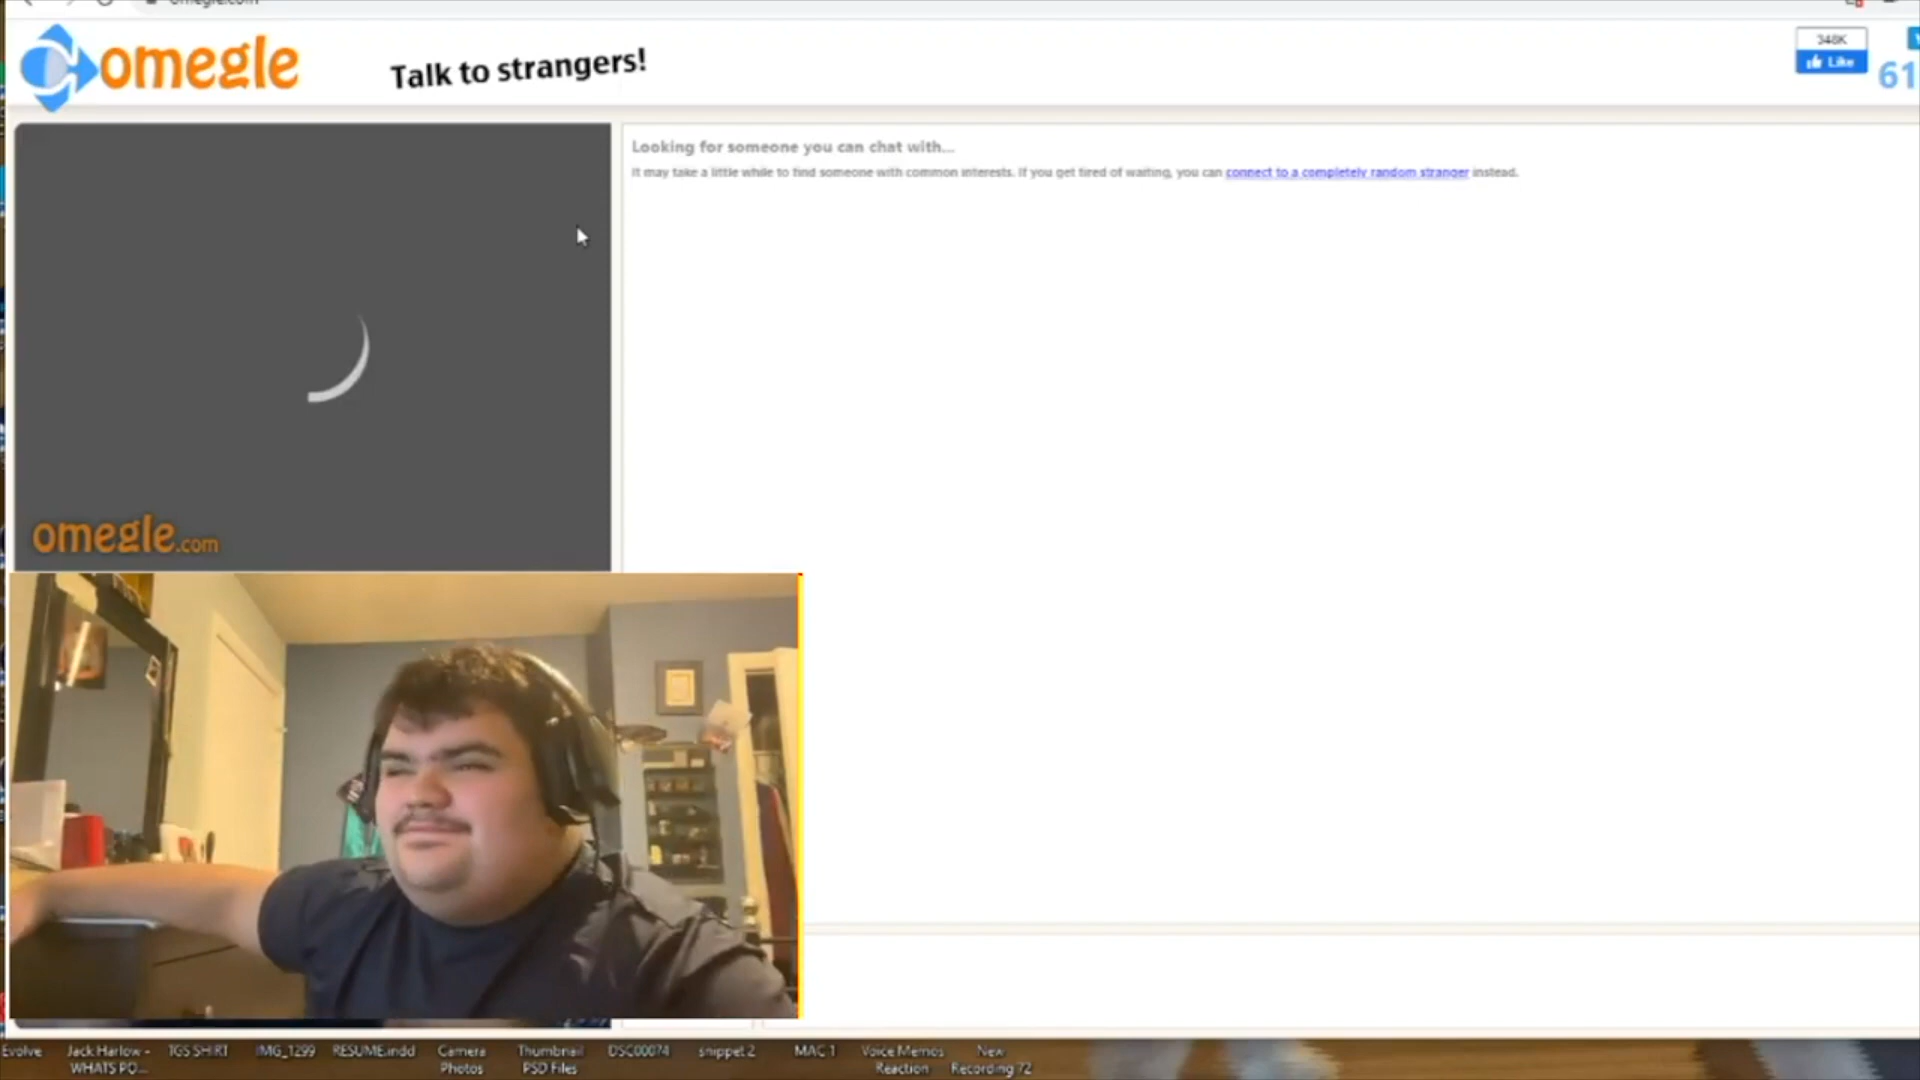 omegle.com
omegle
Talk to strangers!
348K
Like
61
Looking for someone you can chat with...
It may take a little while to find someone with common interests. If you get tired of waiting, you can connect to a completely random stranger instead.
omegle.com
Evolve
Jack Harlow -
WHATS PO...
TGS SHIRT
IMG_1299
RESUME.indd
Camera
Photos
Thumbnail
PSD Files
DSC00074
snippet 2
MAC 1
Voice Memos
Reaction
New
Recording 72